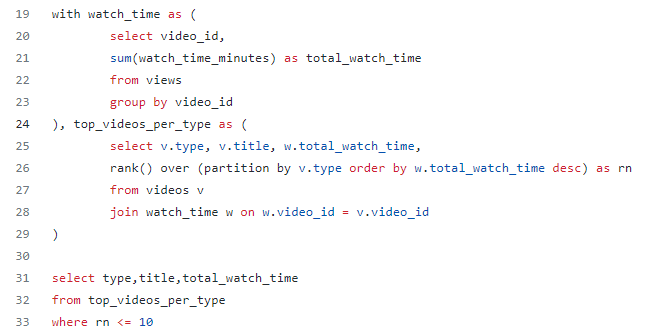 19 with watch_time as (
20 select video_id,
21 sum(watch_time_minutes) as total_watch_time
22 from views
23 group by video_id
24 ), top_videos_per_type as (
25 select v.type, v.title, w.total_watch_time,
26 rank() over (partition by v.type order by w.total_watch_time desc) as rn
27 from videos v
28 join watch_time w on w.video_id = v.video_id
29 )
30
31 select type,title,total_watch_time
32 from top_videos_per_type
33 where rn <= 10